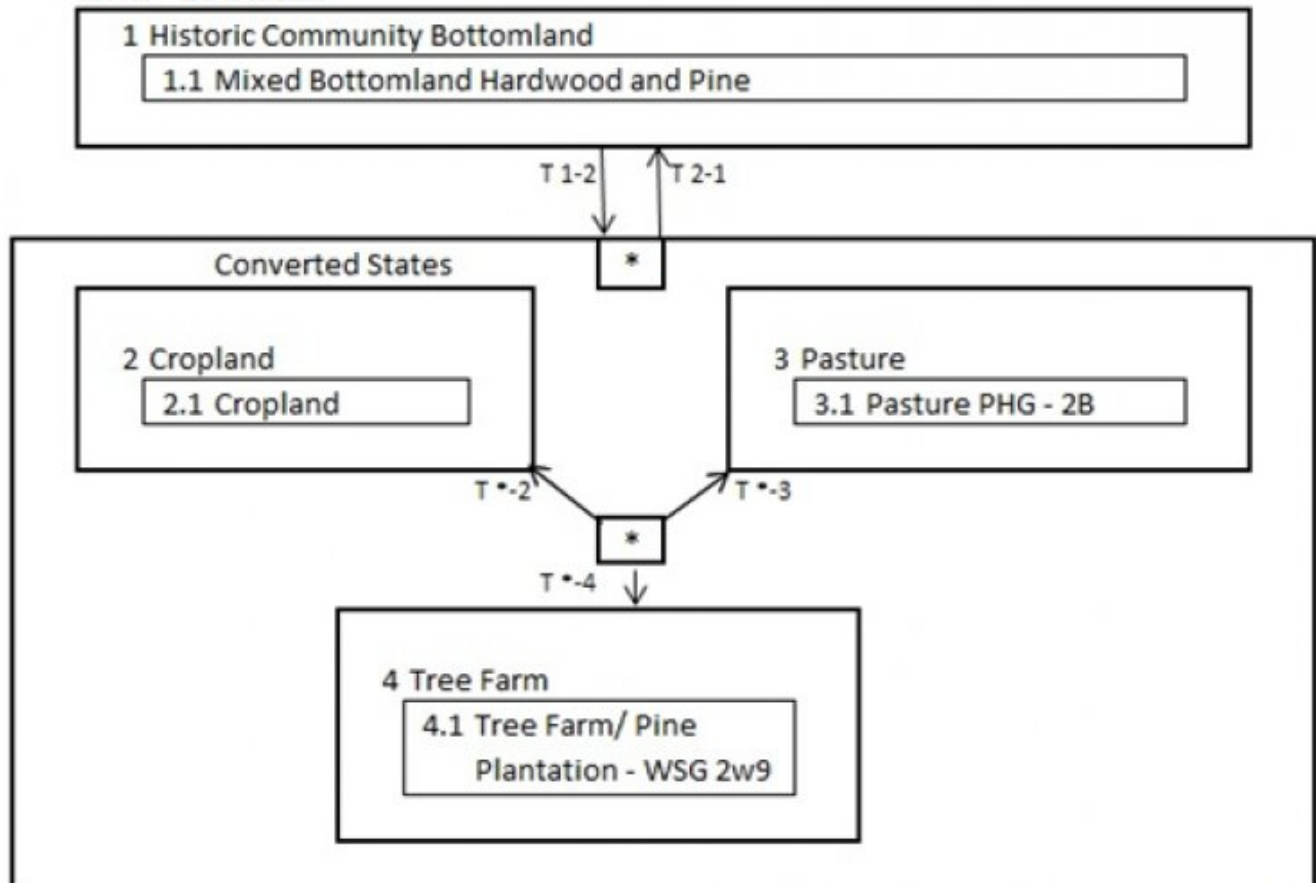 1 Historic Community Bottomland
1.1 Mixed Bottomland Hardwood and Pine
T 1-2
T 2-1
Converted States
*
2 Cropland
2.1 Cropland
3 Pasture
3.1 Pasture PHG - 2B
T *-2
T *-3
*
T *-4
4 Tree Farm
4.1 Tree Farm/ Pine
Plantation - WSG 2w9